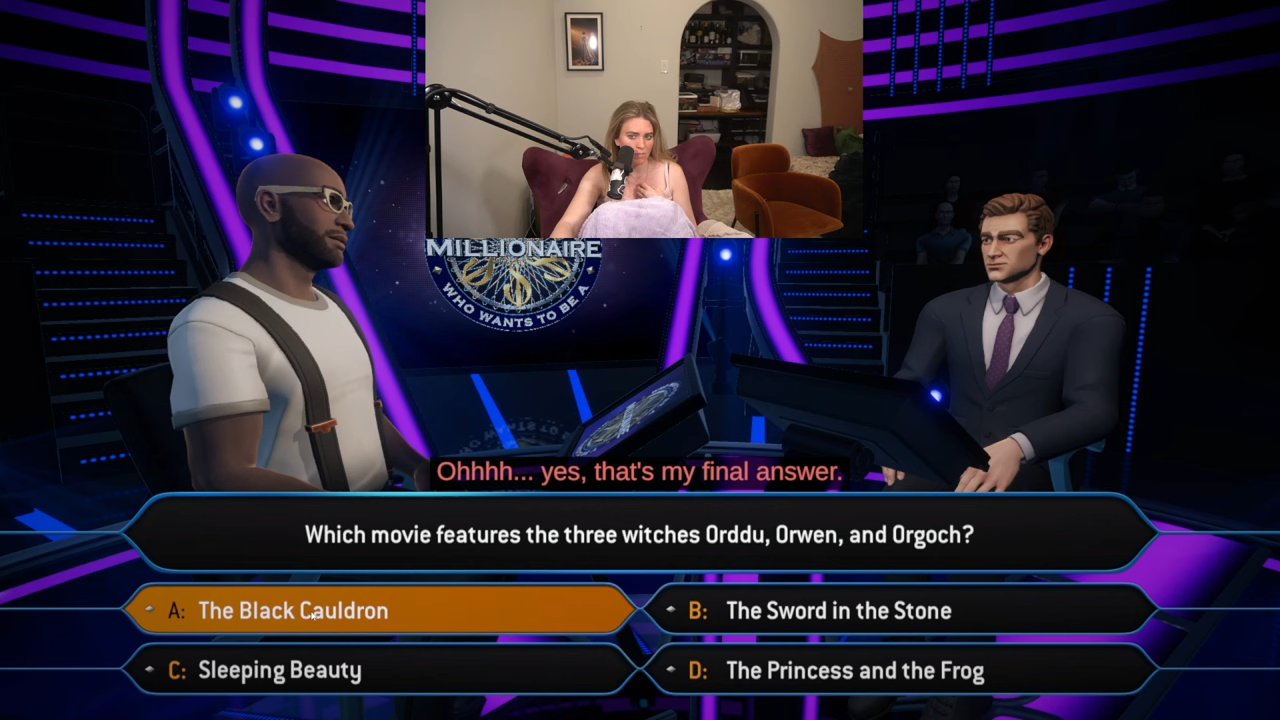 MILLIONAIRE
WHO WANTS TO BE A
Ohhhh... yes, that's my final answer.
Which movie features the three witches Orddu, Orwen, and Orgoch?
A: The Black Cauldron
B: The Sword in the Stone
C: Sleeping Beauty
D: The Princess and the Frog